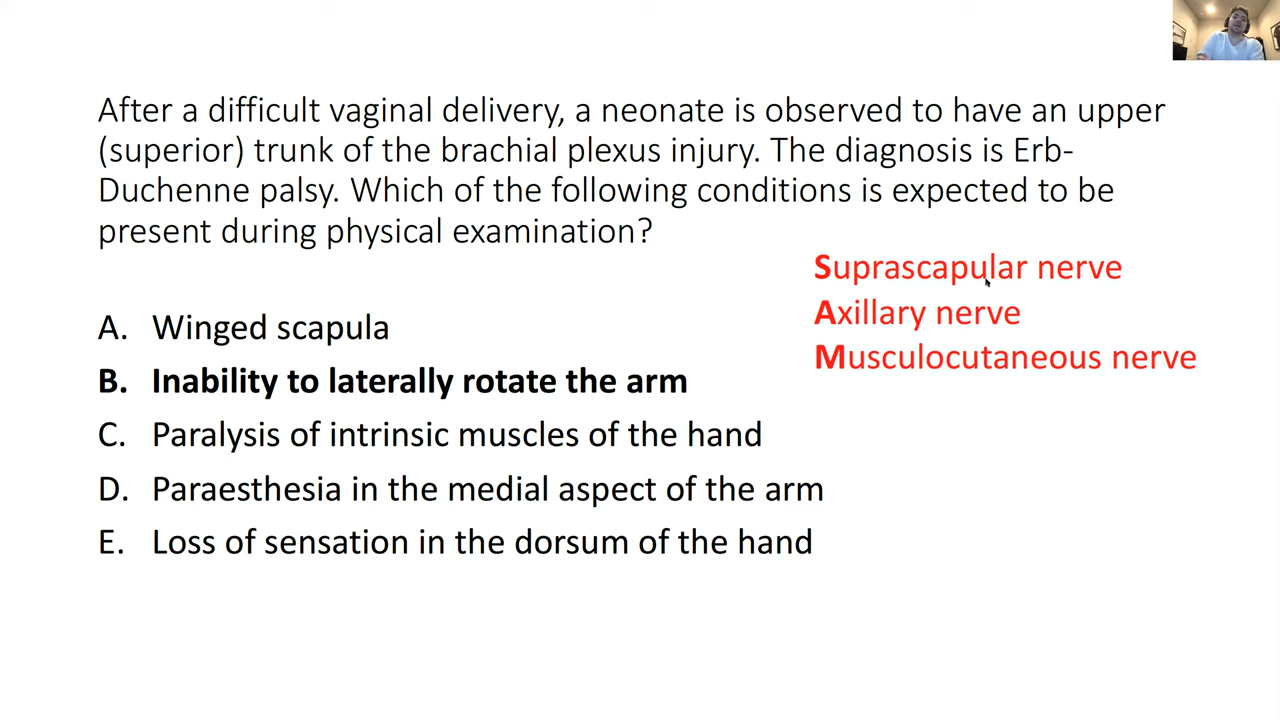 After a difficult vaginal delivery, a neonate is observed to have an upper
(superior) trunk of the brachial plexus injury. The diagnosis is Erb-
Duchenne palsy. Which of the following conditions is expected to be
present during physical examination?
Suprascapular nerve
Axillary nerve
Musculocutaneous nerve
A. Winged scapula
B. Inability to laterally rotate the arm
C. Paralysis of intrinsic muscles of the hand
D. Paraesthesia in the medial aspect of the arm
E. Loss of sensation in the dorsum of the hand